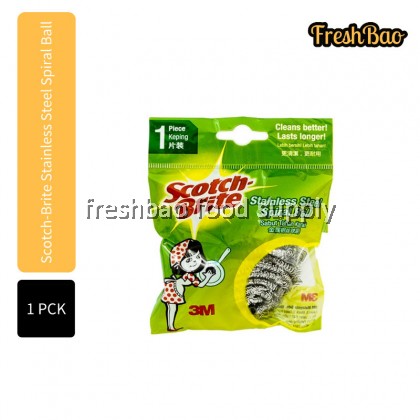 FreshBao
Scotch-Brite Stainless Steel Spiral Ball
1 PCK
1
Piece
Keping
片装
Cleans better!
Lasts longer!
Scotch-Brite
Stainless Steel
freshbao food supply
3M